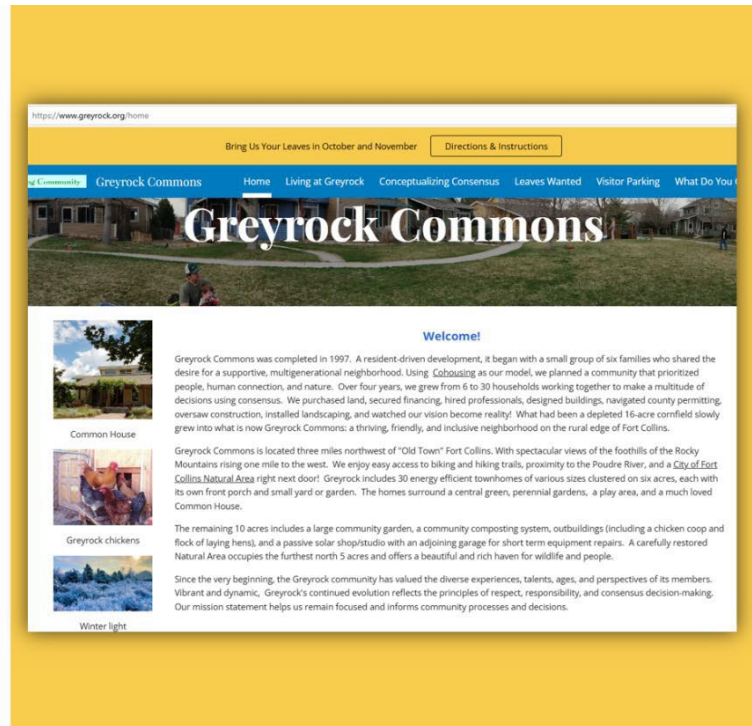 https://www.greyrock.org/home
Bring Us Your Leaves in October and November Directions & Instructions
Community Greyrock Commons Home Living at Greyrock Conceptualizing Consensus Leaves Wanted Visitor Parking What Do You
Greyrock Commons
Welcome!
Greyrock Commons was completed in 1997. A resident-driven development, it began with a small group of six families who shared the
desire for a supportive, multigenerational neighborhood. Using Cohousing as our model, we planned a community that prioritized
people, human connection, and nature. Over four years, we grew from 6 to 30 households working together to make a multitude of
decisions using consensus. We purchased land, secured financing, hired professionals, designed buildings, navigated county permitting,
oversaw construction, installed landscaping, and watched our vision become reality! What had been a depleted 16-acre cornfield slowly
grew into what is now Greyrock Commons: a thriving, friendly, and inclusive neighborhood on the rural edge of Fort Collins.
Common House
Greyrock Commons is located three miles northwest of "Old Town" Fort Collins. With spectacular views of the foothills of the Rocky
Mountains rising one mile to the west. We enjoy easy access to biking and hiking trails, proximity to the Poudre River, and a City of Fort
Collins Natural Area right next door! Greyrock includes 30 energy efficient townhomes of various sizes clustered on six acres, each with
its own front porch and small yard or garden. The homes surround a central green, perennial gardens, a play area, and a much loved
Common House.
The remaining 10 acres includes a large community garden, a community composting system, outbuildings (including a chicken coop and
flock of laying hens), and a passive solar shop/studio with an adjoining garage for short term equipment repairs. A carefully restored
Natural Area occupies the furthest north 5 acres and offers a beautiful and rich haven for wildlife and people.
Greyrock chickens
Since the very beginning, the Greyrock community has valued the diverse experiences, talents, ages, and perspectives of its members.
Vibrant and dynamic, Greyrock's continued evolution reflects the principles of respect, responsibility, and consensus decision-making.
Our mission statement helps us remain focused and informs community processes and decisions.
Winter light